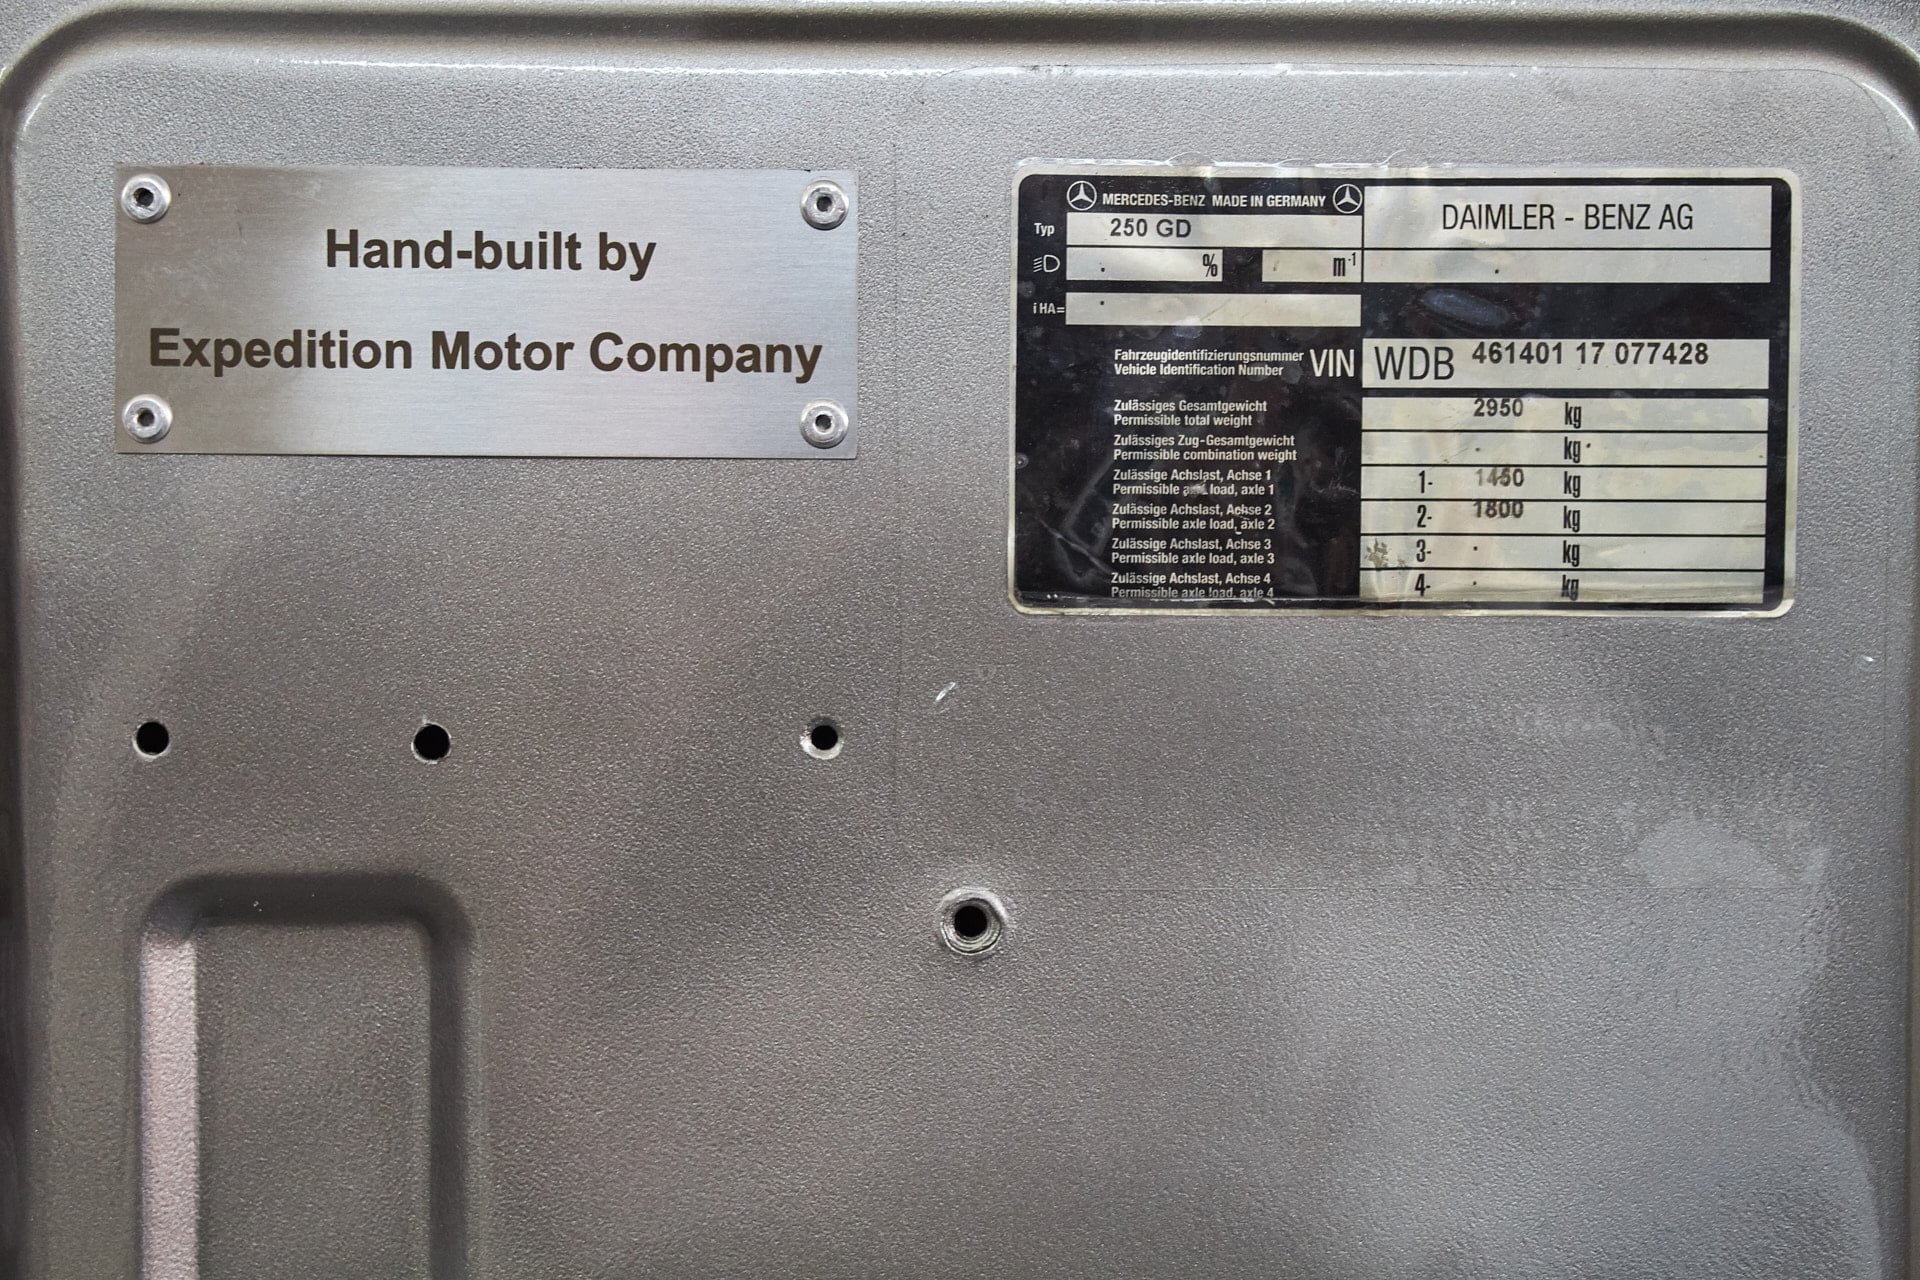 Hand-built by
Expedition Motor Company
MERCEDES-BENZ MADE IN GERMANY
DAIMLER - BENZ AG
Typ 250 GD
% m-1
i HA=
Fahrzeugidentifizierungsnummer
Vehicle Identification Number
VIN WDB 461401 17 077428
Zulässiges Gesamtgewicht
Permissible total weight
2950 kg
Zulässiges Zug-Gesamtgewicht
Permissible combination weight
kg
Zulässige Achslast, Achse 1
Permissible axle load, axle 1
1- 1450 kg
Zulässige Achslast, Achse 2
Permissible axle load, axle 2
2- 1800 kg
Zulässige Achslast, Achse 3
Permissible axle load, axle 3
3- kg
Zulässige Achslast, Achse 4
Permissible axle load, axle 4
4- kg